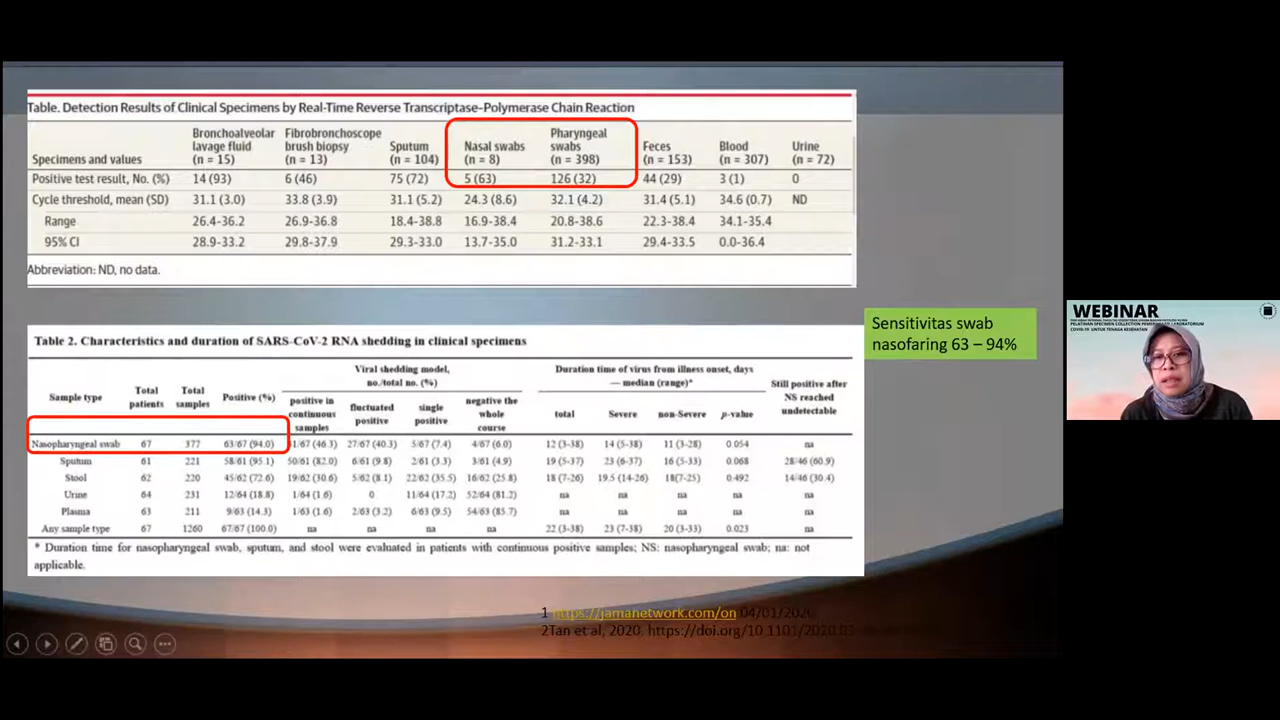 Table. Detection Results of Clinical Specimens by Real-Time Reverse Transcriptase-Polymerase Chain Reaction
Specimens and values Bronchoalveolar lavage fluid (n = 15) Fibrobronchoscope brush biopsy (n = 13) Sputum (n = 104) Nasal swabs (n = 8) Pharyngeal swabs (n = 398) Feces (n = 153) Blood (n = 307) Urine (n = 72)
Positive test result, No. (%) 14 (93) 6 (46) 75 (72) 5 (63) 126 (32) 44 (29) 3 (1) 0
Cycle threshold, mean (SD) 31.1 (3.0) 33.8 (3.9) 31.1 (5.2) 24.3 (8.6) 32.1 (4.2) 31.4 (5.1) 34.6 (0.7) ND
Range 26.4-36.2 26.9-36.8 18.4-38.8 16.9-38.4 20.8-38.6 22.3-38.4 34.1-35.4
95% CI 28.9-33.2 29.8-37.9 29.3-33.0 13.7-35.0 31.2-33.1 29.4-33.5 0.0-36.4
Abbreviation: ND, no data.
Table 2. Characteristics and duration of SARS-CoV-2 RNA shedding in clinical specimens
Viral shedding model, no./total no. (%) Duration time of virus from illness onset, days — median (range)*
Sample type Total patients Total samples Positive (%) positive in continuous samples fluctuated positive single positive negative the whole course total Severe non-Severe p-value Still positive after NS reached undetectable
Nasopharyngeal swab 67 377 63/67 (94.0) 1/67 (46.3) 27/67 (40.3) 5/67 (7.4) 4/67 (6.0) 12 (3-38) 14 (5-38) 11 (3-28) 0.054 na
Sputum 61 221 58/61 (95.1) 50/61 (82.0) 6/61 (9.8) 2/61 (3.3) 3/61 (4.9) 19 (5-37) 23 (6-37) 16 (5-33) 0.068 28/46 (60.9)
Stool 62 220 45/62 (72.6) 19/62 (30.6) 5/62 (8.1) 22/62 (35.5) 16/62 (25.8) 18 (7-26) 19.5 (14-26) 18(7-25) 0.492 14/46 (30.4)
Urine 64 231 12/64 (18.8) 1/64 (1.6) 0 11/64 (17.2) 52/64 (81.2) na na na na na
Plasma 63 211 9/63 (14.3) 1/63 (1.6) 2/63 (3.2) 6/63 (9.5) 54/63 (85.7) na na na na na
Any sample type 67 1260 67/67 (100.0) na na na na 22 (3-38) 23 (7-38) 20 (3-33) 0.023 na
* Duration time for nasopharyngeal swab, sputum, and stool were evaluated in patients with continuous positive samples; NS: nasopharyngeal swab; na: not
applicable.
Sensitivitas swab
nasofaring 63 – 94%
1 https://jamanetwork.com/on 04/01/2020
2Tan et al, 2020. https://doi.org/10.1101/2020.03
WEBINAR
PELATIHAN SPECIMEN COLLECTION PEMERIKSAAN LABORATORIUM
COVID-19 UNTUK TENAGA KESEHATAN